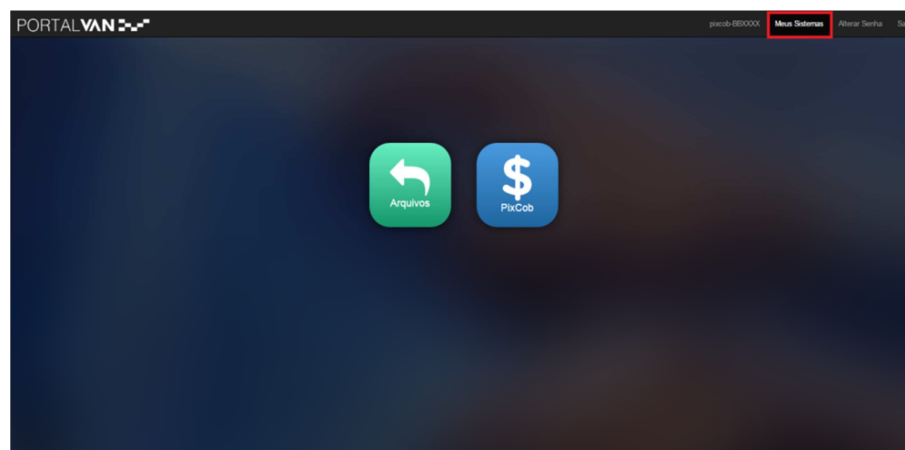 PORTALVAN
pixcob-BBXXXX Meus Sistemas Alterar Senha
Arquivos
PixCob